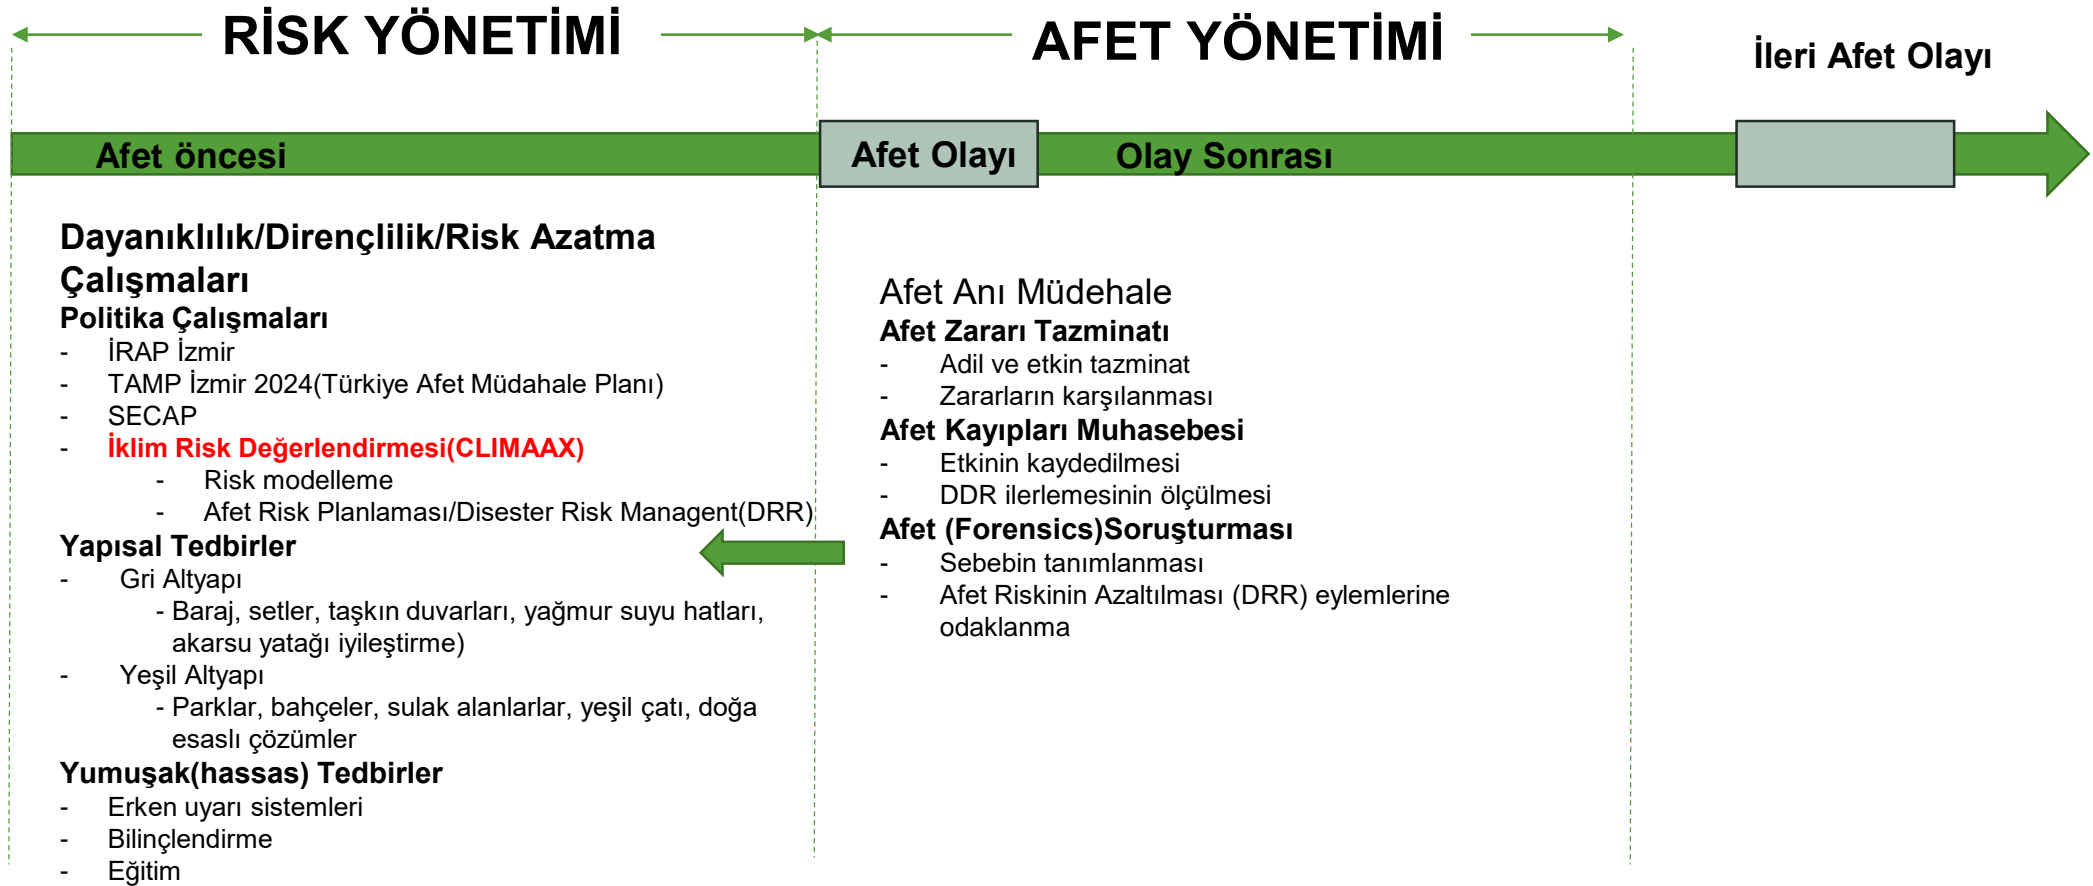 RİSK YÖNETİMİ
AFET YÖNETİMİ
İleri Afet Olayı
Afet öncesi
Afet Olayı
Olay Sonrası
Dayanıklılık/Dirençlilik/Risk Azatma
Çalışmaları
Politika Çalışmaları
- İRAP İzmir
- TAMP İzmir 2024(Türkiye Afet Müdahale Planı)
- SECAP
- İklim Risk Değerlendirmesi(CLIMAAX)
- Risk modelleme
- Afet Risk Planlaması/Disester Risk Managent(DRR)
Yapısal Tedbirler
- Gri Altyapı
- Baraj, setler, taşkın duvarları, yağmur suyu hatları,
akarsu yatağı iyileştirme)
- Yeşil Altyapı
- Parklar, bahçeler, sulak alanlarlar, yeşil çatı, doğa
esaslı çözümler
Yumuşak(hassas) Tedbirler
- Erken uyarı sistemleri
- Bilinçlendirme
- Eğitim
Afet Anı Müdehale
Afet Zararı Tazminatı
- Adil ve etkin tazminat
- Zararların karşılanması
Afet Kayıpları Muhasebesi
- Etkinin kaydedilmesi
- DDR ilerlemesinin ölçülmesi
Afet (Forensics)Soruşturması
- Sebebin tanımlanması
- Afet Riskinin Azaltılması (DRR) eylemlerine
odaklanma